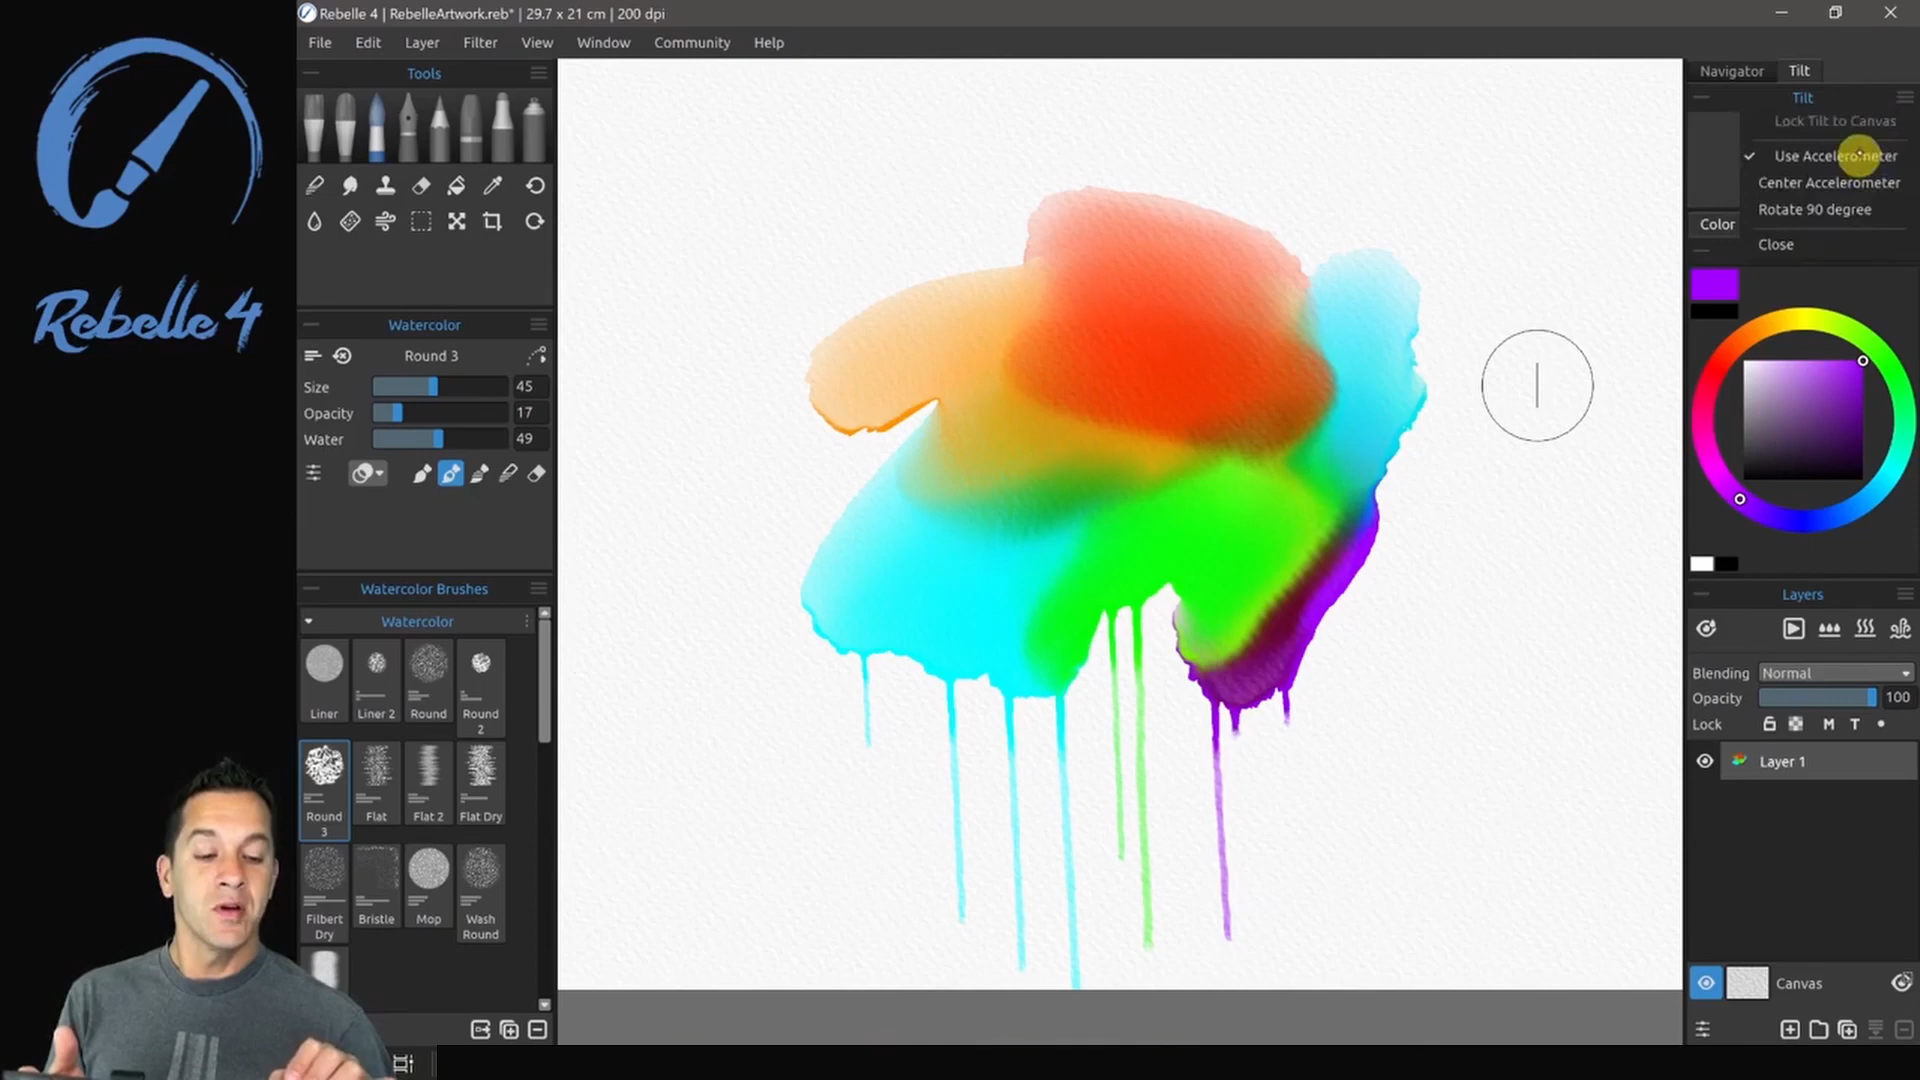 Rebelle 4
Rebelle 4 | RebelleArtwork.reb* | 29.7 x 21 cm | 200 dpi
File Edit Layer Filter View Window Community Help
Tools
Watercolor
Round 3
Size 45
Opacity 17
Water 49
Watercolor Brushes
Watercolor
Liner Liner 2 Round Round 2
Round 3 Flat Flat 2 Flat Dry
Filbert Dry Bristle Mop Wash Round
Navigator Tilt
Tilt
Lock Tilt to Canvas
Use Accelerometer
Center Accelerometer
Rotate 90 degree
Close
Color
Layers
Blending Normal
Opacity 100
Lock M T
Layer 1
Canvas